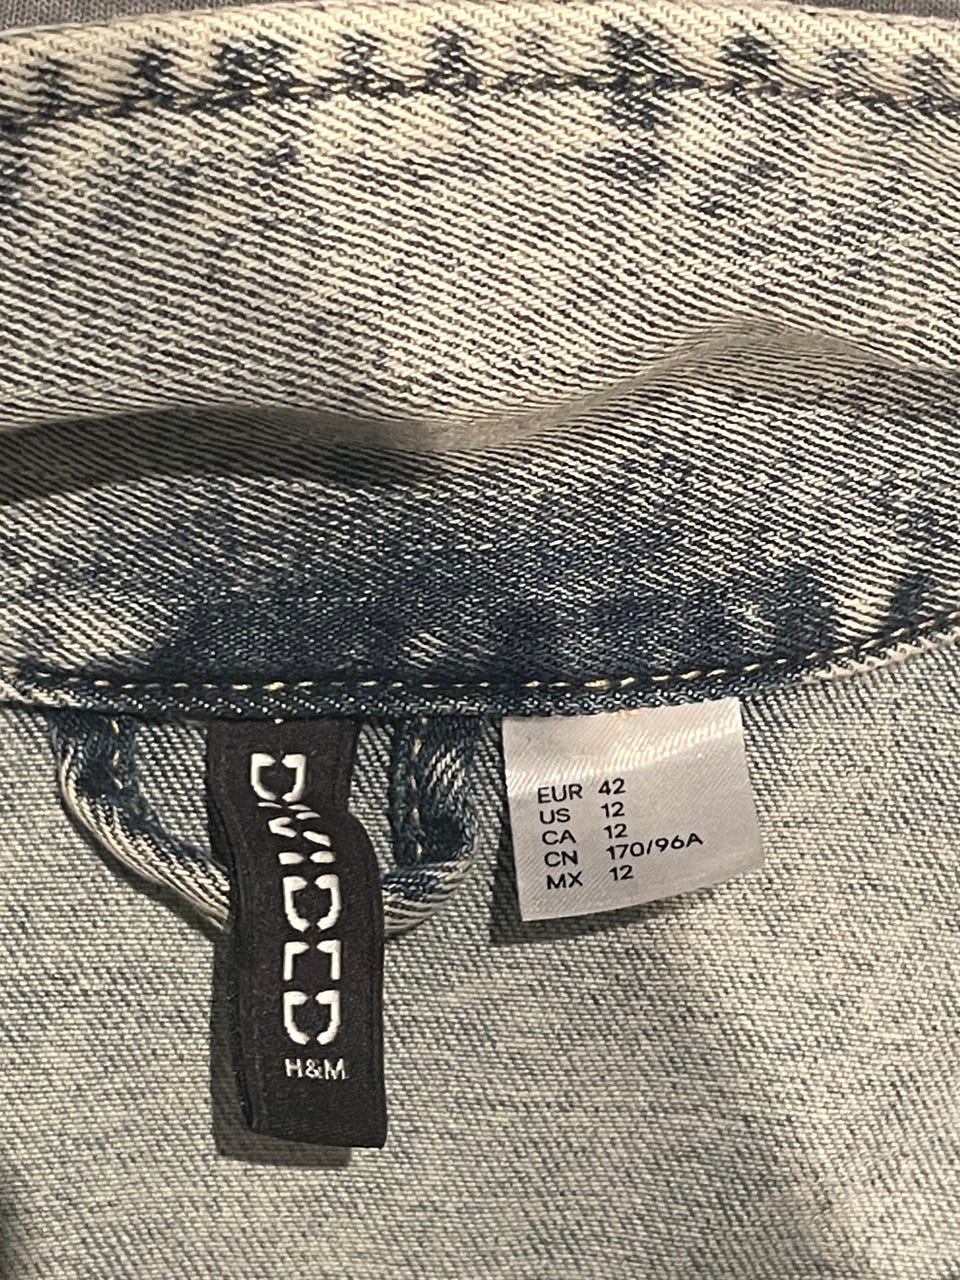 DIVIDED
H&M
EUR 42
US 12
CA 12
CN 170/96A
MX 12